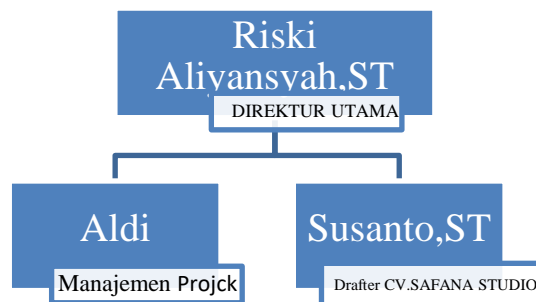 Riski
Aliyansyah,ST
DIREKTUR UTAMA
Aldi
Manajemen Projck
Susanto,ST
Drafter CV.SAFANA STUDIO